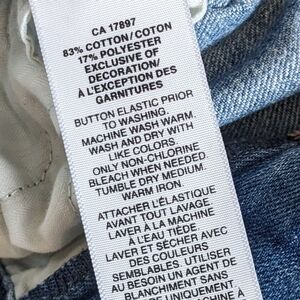 CA 17897
83% COTTON/COTON
17% POLYESTER
EXCLUSIVE OF
DECORATION/
À L'EXCEPTION DES
GARNITURES
BUTTON ELASTIC PRIOR
TO WASHING.
MACHINE WASH WARM.
WASH AND DRY WITH
LIKE COLORS.
ONLY NON-CHLORINE
BLEACH WHEN NEEDED.
TUMBLE DRY MEDIUM.
WARM IRON.
ATTACHER L'ÉLASTIQUE
AVANT TOUT LAVAGE
LAVER À LA MACHINE
À L'EAU TIÈDE
LAVER ET SÉCHER AVEC
DES COULEURS
SEMBLABLES. UTILISER
AU BESOIN UN AGENT DE
BLANCHIMENT SANS